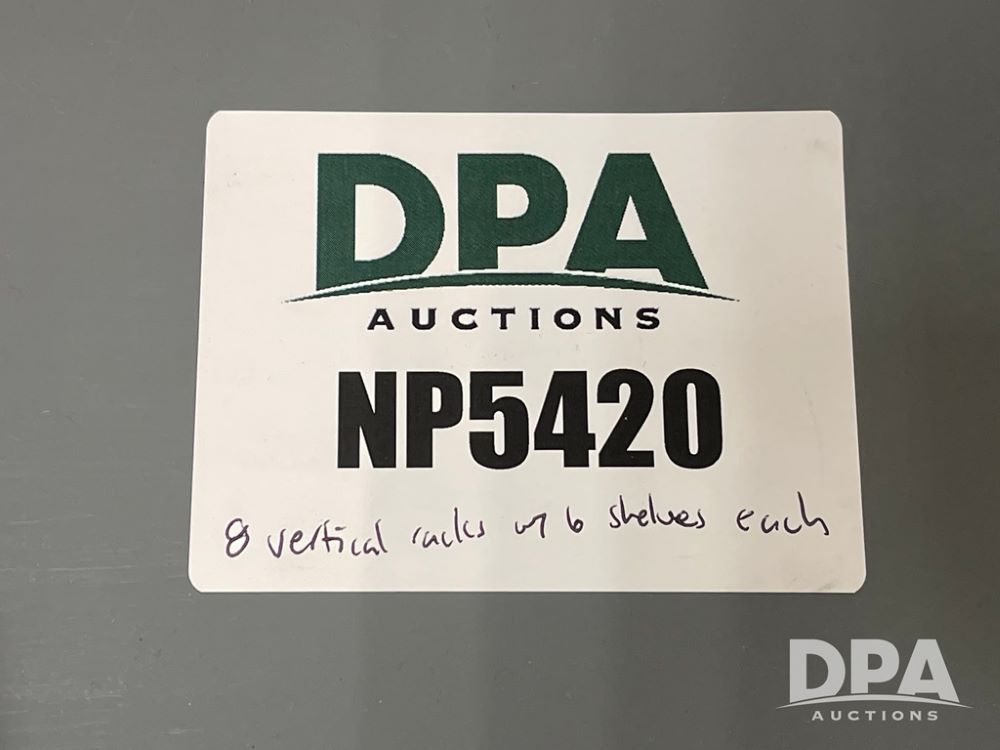 DPA
AUCTIONS
NP5420
8 vertical racks w/ 6 shelves each
DPA
AUCTIONS